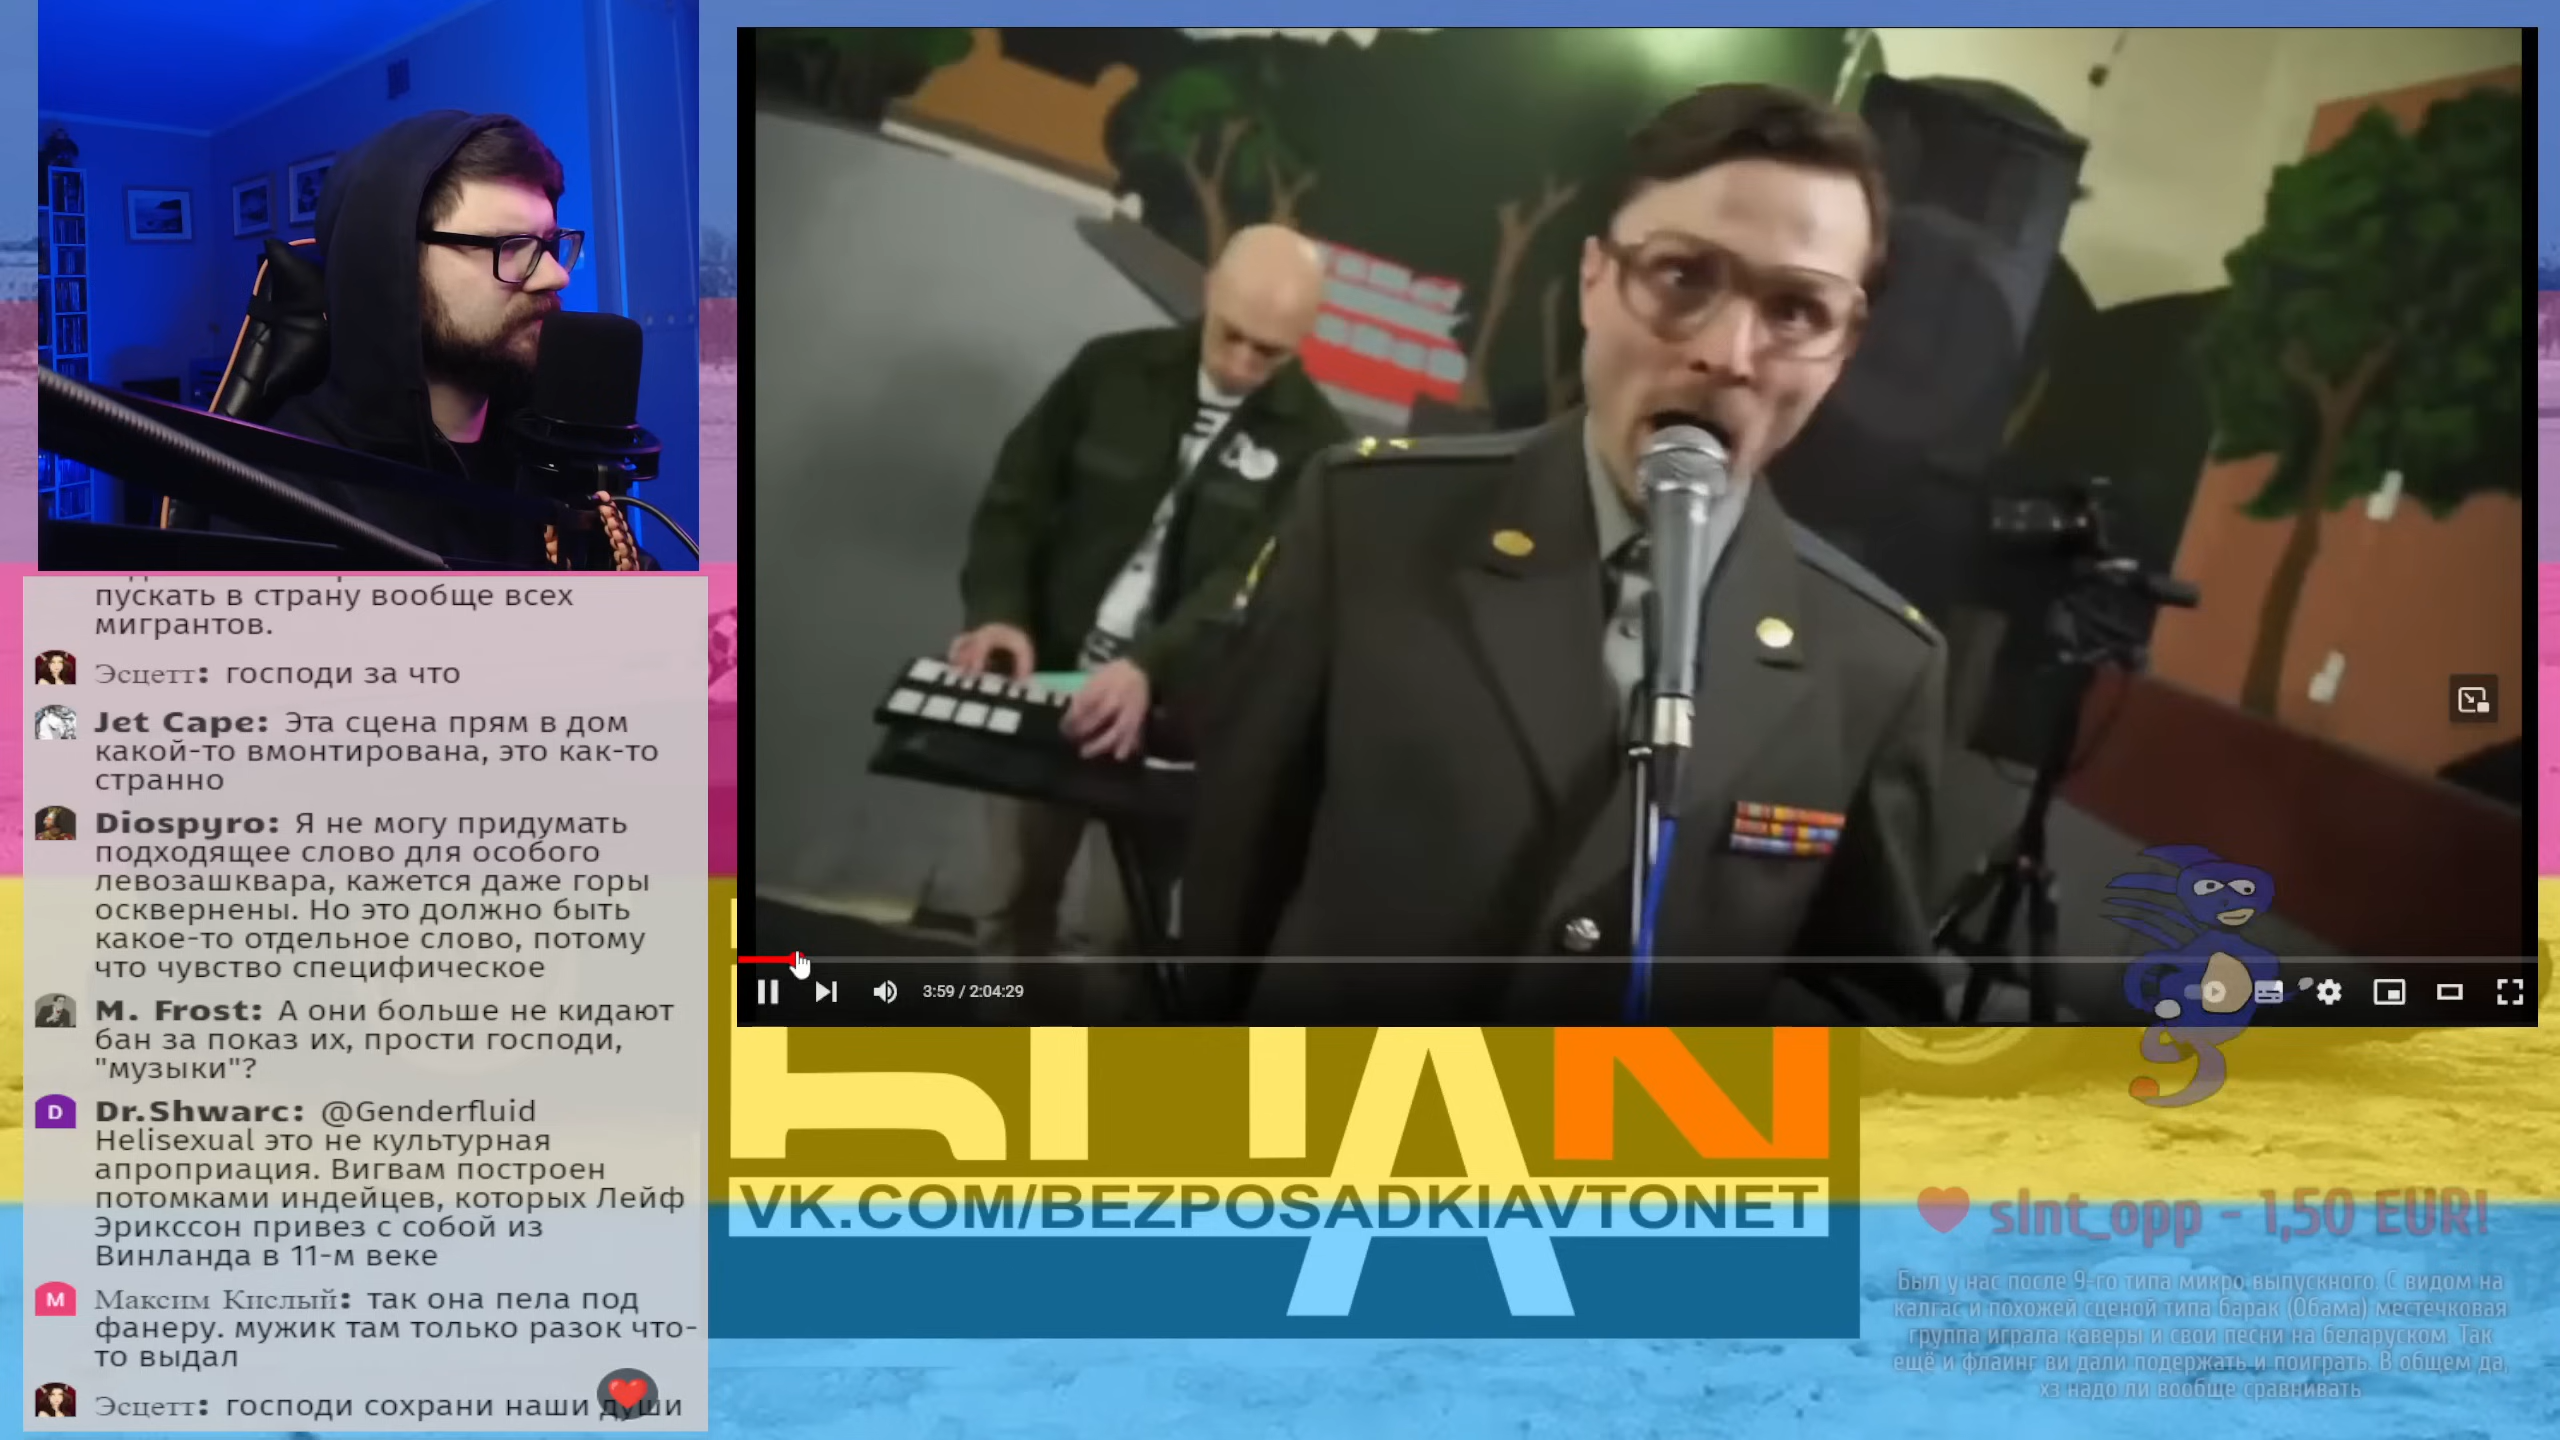 пускать в страну вообще всех
мигрантов.
Эсцетт: господи за что
Jet Cape: Эта сцена прям в дом
какой-то вмонтирована, это как-то
странно
Diospyro: Я не могу придумать
подходящее слово для особого
левозашквара, кажется даже горы
осквернены. Но это должно быть
какое-то отдельное слово, потому
что чувство специфическое
M. Frost: А они больше не кидают
бан за показ их, прости господи,
"музыки"?
D
Dr.Shwarc: @Genderfluid
Helisexual это не культурная
апроприация. Вигвам построен
потомками индейцев, которых Лейф
Эрикссон привез с собой из
Винланда в 11-м веке
М
Максим Кислый: так она пела под
фанеру. мужик там только разок что-
то выдал
Эсцетт: господи сохрани наши души
3:59 / 2:04:29
VK.COM/BEZPOSADKIAVTONET
slnt_opp - 1,50 EUR!
Был у нас после 9-го типа микро выпускного. С видом на
калгас и похожей сценой типа барак (Обама) местечковая
группа играла каверы и свои песни на беларуском. Так
ещё и флаинг ви дали подержать и поиграть. В общем да,
хз надо ли вообще сравнивать